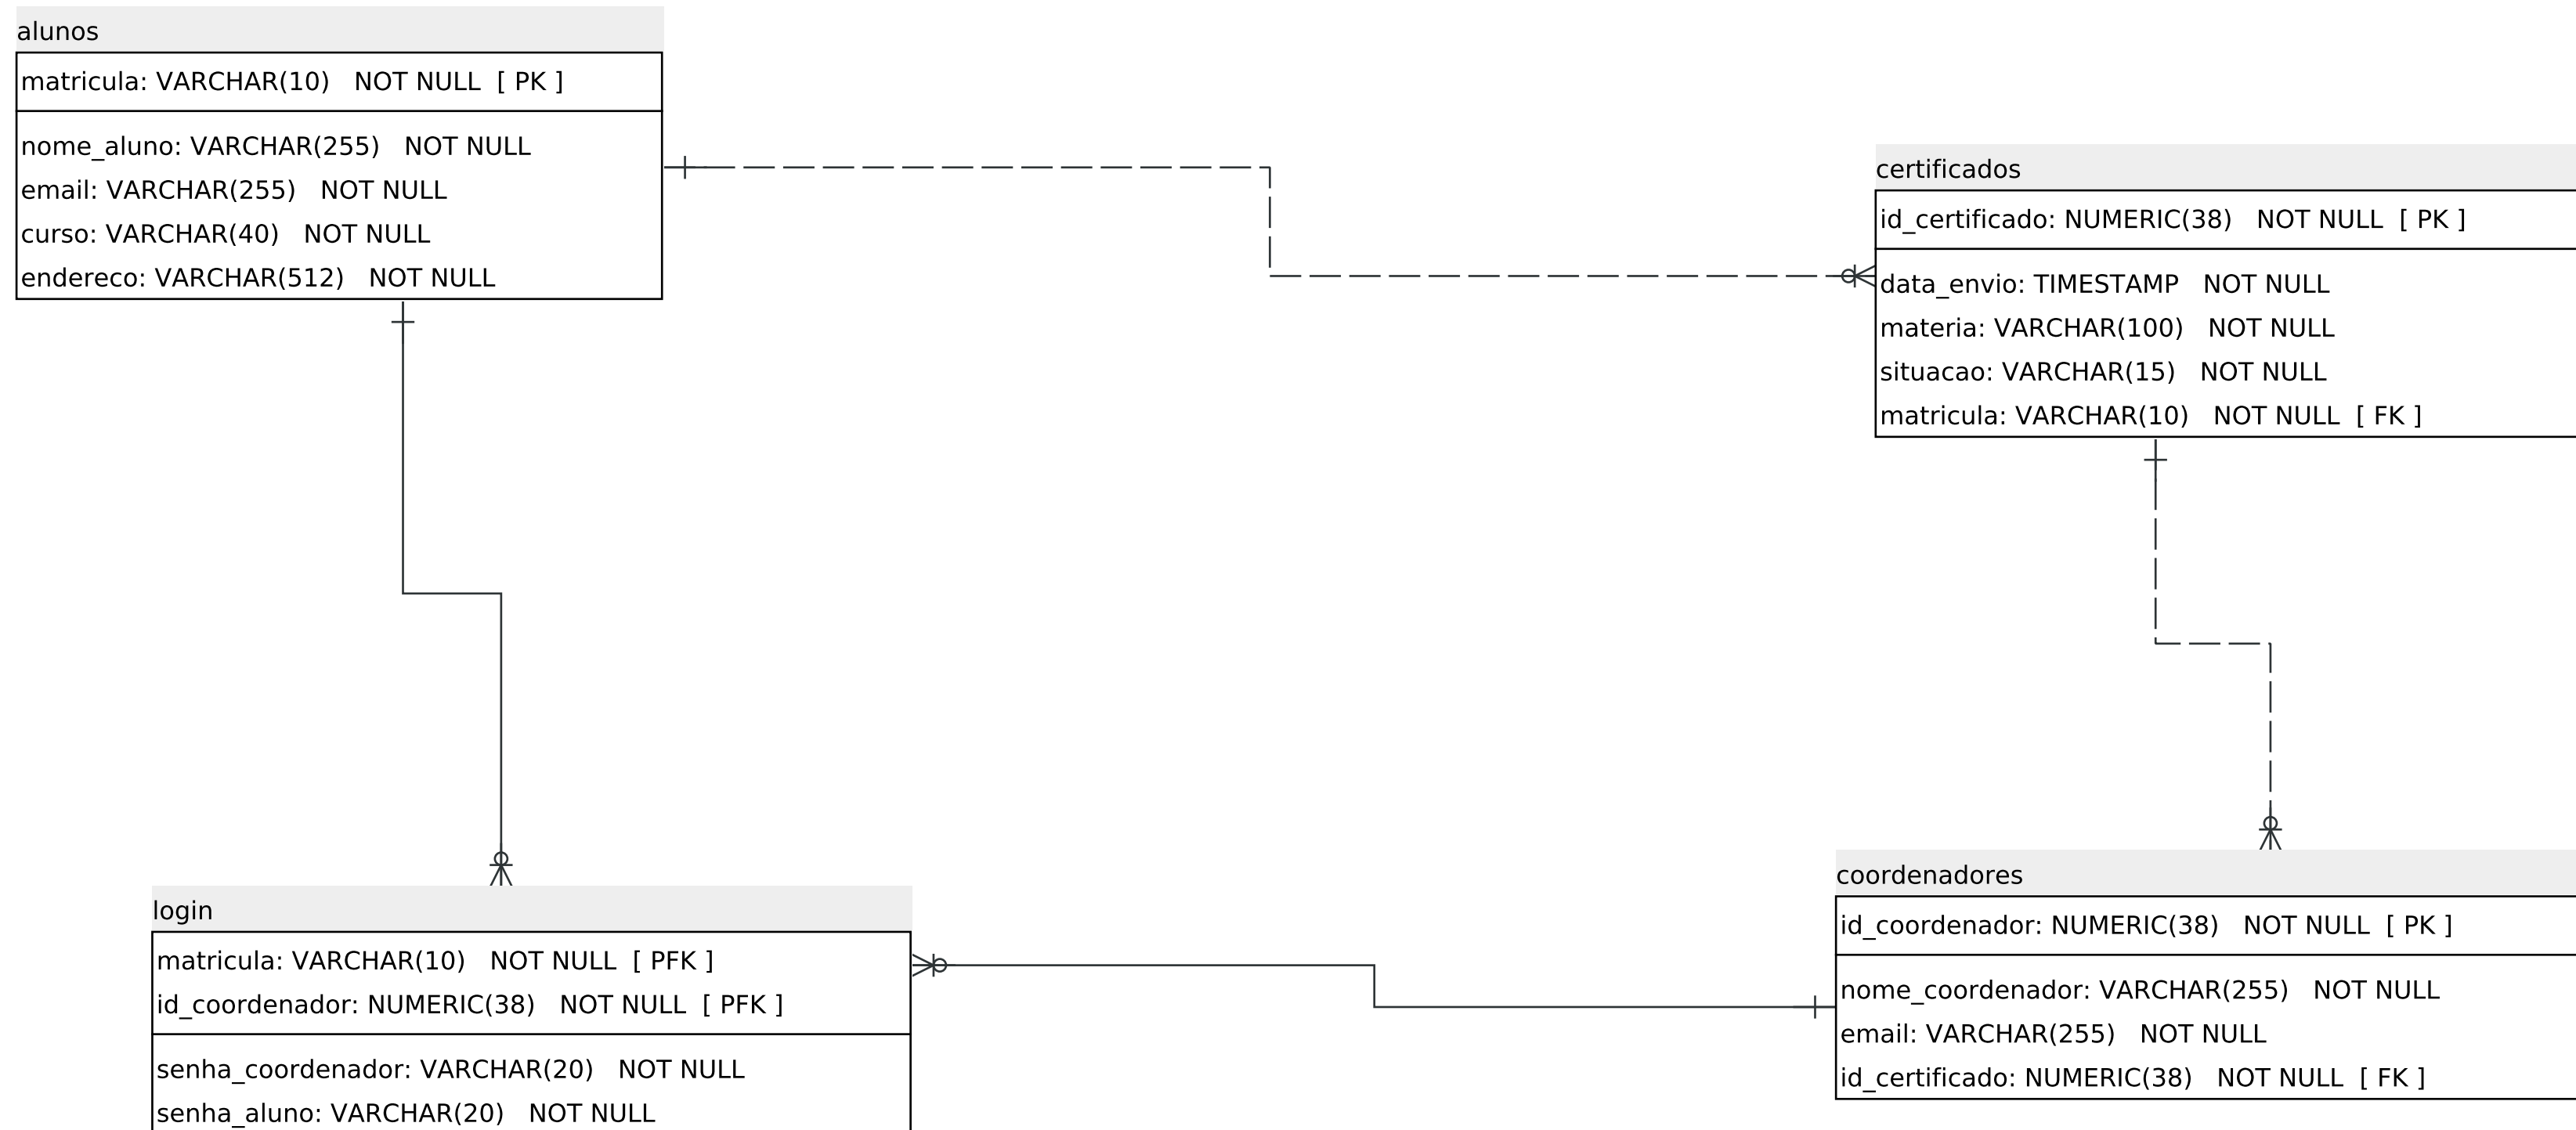 alunos
matricula: VARCHAR(10) NOT NULL [ PK ]
nome_aluno: VARCHAR(255) NOT NULL
email: VARCHAR(255) NOT NULL
curso: VARCHAR(40) NOT NULL
endereco: VARCHAR(512) NOT NULL
certificados
id_certificado: NUMERIC(38) NOT NULL [ PK ]
data_envio: TIMESTAMP NOT NULL
materia: VARCHAR(100) NOT NULL
situacao: VARCHAR(15) NOT NULL
matricula: VARCHAR(10) NOT NULL [ FK ]
login
matricula: VARCHAR(10) NOT NULL [ PFK ]
id_coordenador: NUMERIC(38) NOT NULL [ PFK ]
senha_coordenador: VARCHAR(20) NOT NULL
senha_aluno: VARCHAR(20) NOT NULL
coordenadores
id_coordenador: NUMERIC(38) NOT NULL [ PK ]
nome_coordenador: VARCHAR(255) NOT NULL
email: VARCHAR(255) NOT NULL
id_certificado: NUMERIC(38) NOT NULL [ FK ]